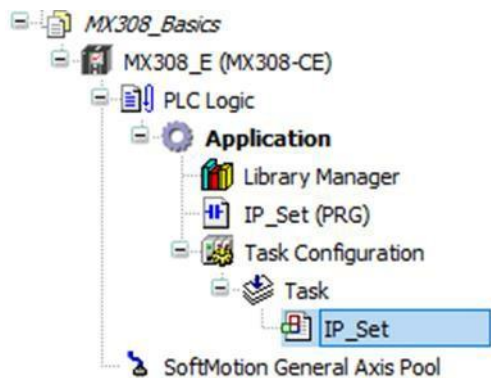 MX308_Basics
MX308_E (MX308-CE)
PLC Logic
Application
Library Manager
IP_Set (PRG)
Task Configuration
Task
IP_Set
SoftMotion General Axis Pool